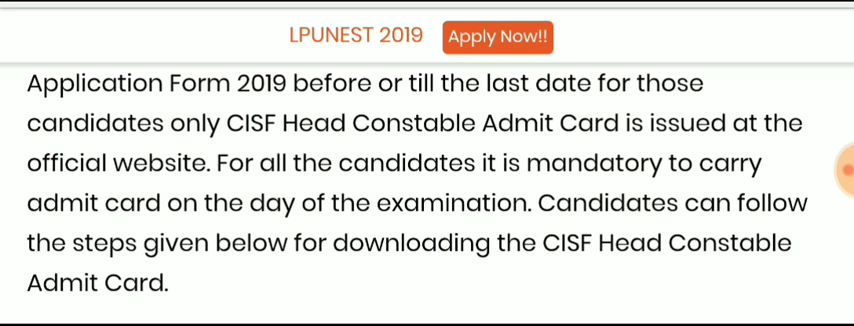 LPUNEST 2019 Apply Now!!
Application Form 2019 before or till the last date for those
candidates only CISF Head Constable Admit Card is issued at the
official website. For all the candidates it is mandatory to carry
admit card on the day of the examination. Candidates can follow
the steps given below for downloading the CISF Head Constable
Admit Card.